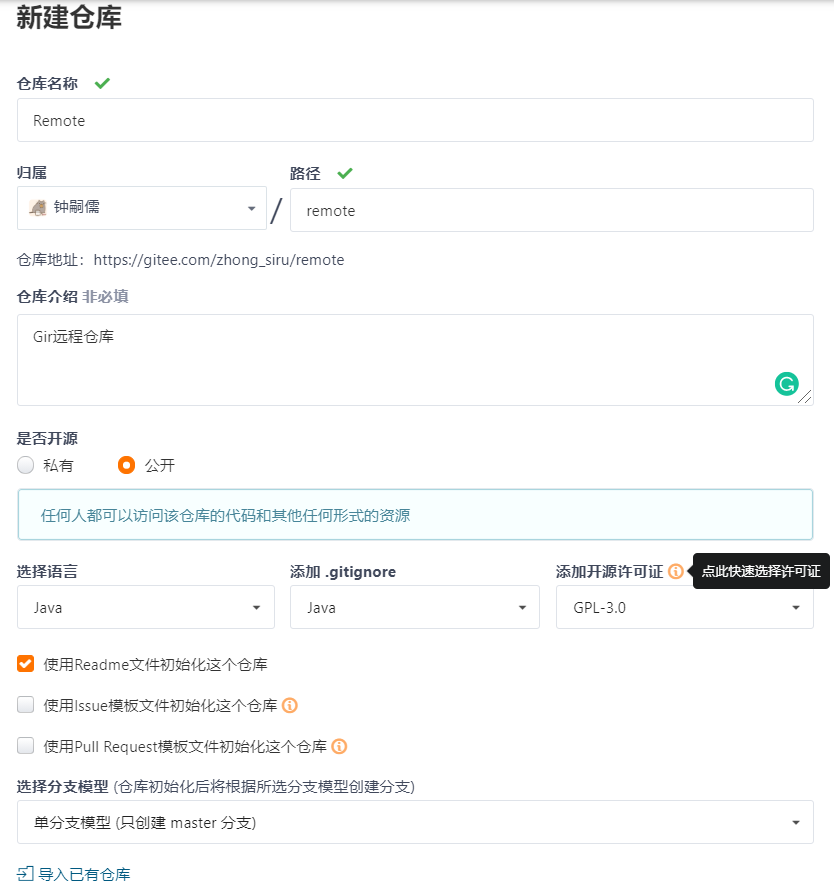 新建仓库
仓库名称
Remote
归属
路径
钟嗣儒
/
remote
仓库地址：https://gitee.com/zhong_siru/remote
仓库介绍 非必填
Gir远程仓库
是否开源
私有
公开
任何人都可以访问该仓库的代码和其他任何形式的资源
选择语言
添加 .gitignore
添加开源许可证
点此快速选择许可证
Java
Java
GPL-3.0
使用Readme文件初始化这个仓库
使用Issue模板文件初始化这个仓库
使用Pull Request模板文件初始化这个仓库
选择分支模型 (仓库初始化后将根据所选分支模型创建分支)
单分支模型 (只创建 master 分支)
导入已有仓库